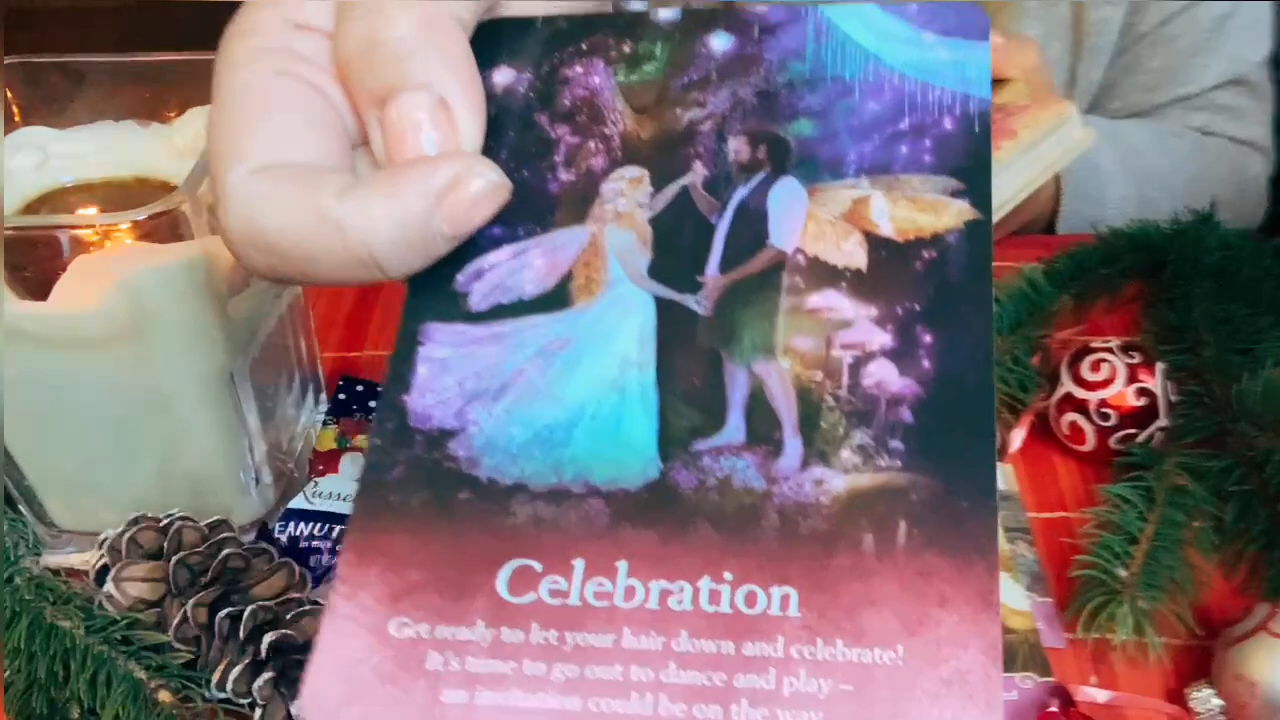 Russe
EANUT
Celebration
Get ready to let your hair down and celebrate!
It's time to go out to dance and play –
an invitation could be on the way